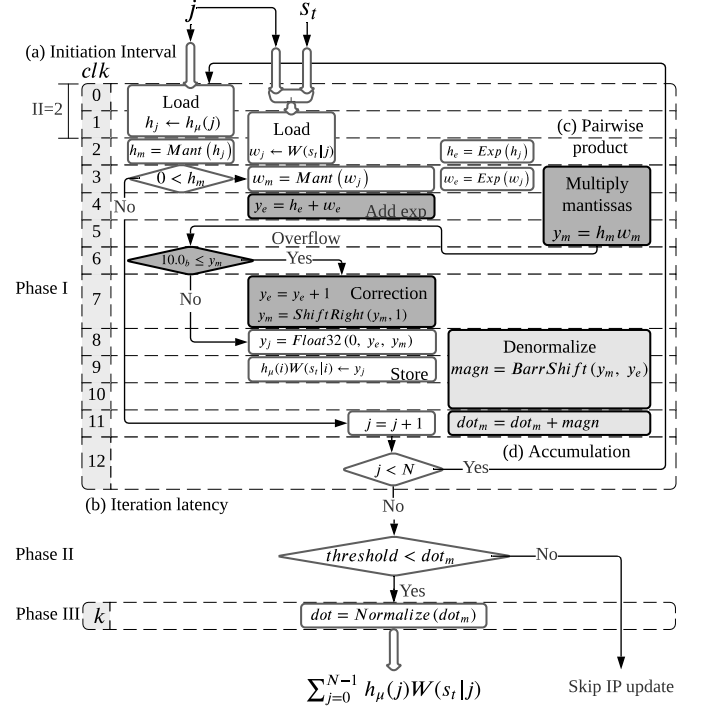 j
s_t
(a) Initiation Interval
clk
0
Load
h_j ← h_μ(j)
II=2
1
Load
w_j ← W(s_t|j)
(c) Pairwise
product
2
h_m = Mant(h_j)
h_e = Exp(h_j)
3
0 < h_m
w_m = Mant(w_j)
w_e = Exp(w_j)
Multiply
mantissas
y_m = h_m w_m
No
4
y_e = h_e + w_e
Add exp
5
Overflow
6
10.0_b ≤ y_m
Yes
Phase I
No
7
y_e = y_e + 1 Correction
y_m = ShiftRight(y_m, 1)
8
y_j = Float32(0, y_e, y_m)
Denormalize
magn = BarrShift(y_m, y_e)
9
h_μ(i)W(s_t|i) ← y_j
Store
10
11
j = j + 1
dot_m = dot_m + magn
(d) Accumulation
12
j < N
Yes
(b) Iteration latency
No
Phase II
threshold < dot_m
No
Yes
Phase III
k
dot = Normalize(dot_m)
∑_{j=0}^{N−1} h_μ(j)W(s_t|j)
Skip IP update